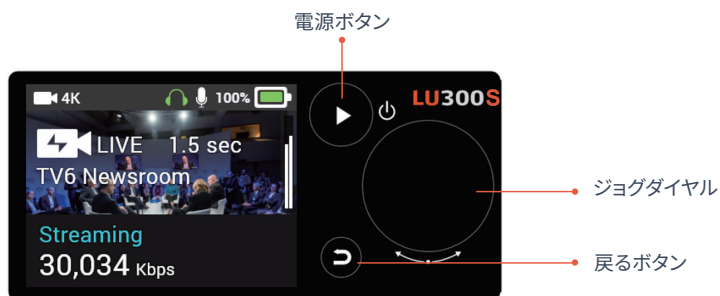 電源ボタン
4K 100%
LU300S
LIVE 1.5 sec
TV6 Newsroom
ジョグダイヤル
Streaming
30,034 Kbps
戻るボタン